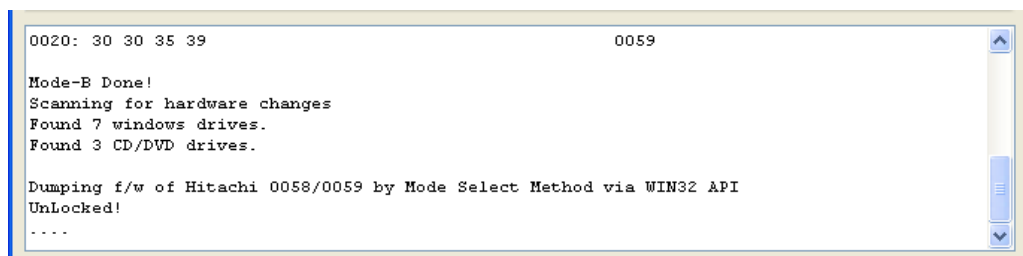 0020: 30 30 35 39 0059
Mode-B Done!
Scanning for hardware changes
Found 7 windows drives.
Found 3 CD/DVD drives.
Dumping f/w of Hitachi 0058/0059 by Mode Select Method via WIN32 API
UnLocked!
....